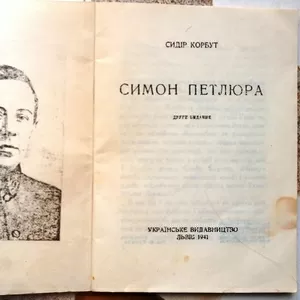 СИДІР КОРБУТ
СИМОН ПЕТЛЮРА
ДРУГЕ ВИДАННЯ
УКРАЇНСЬКЕ ВИДАВНИЦТВО
ЛЬВІВ 1941